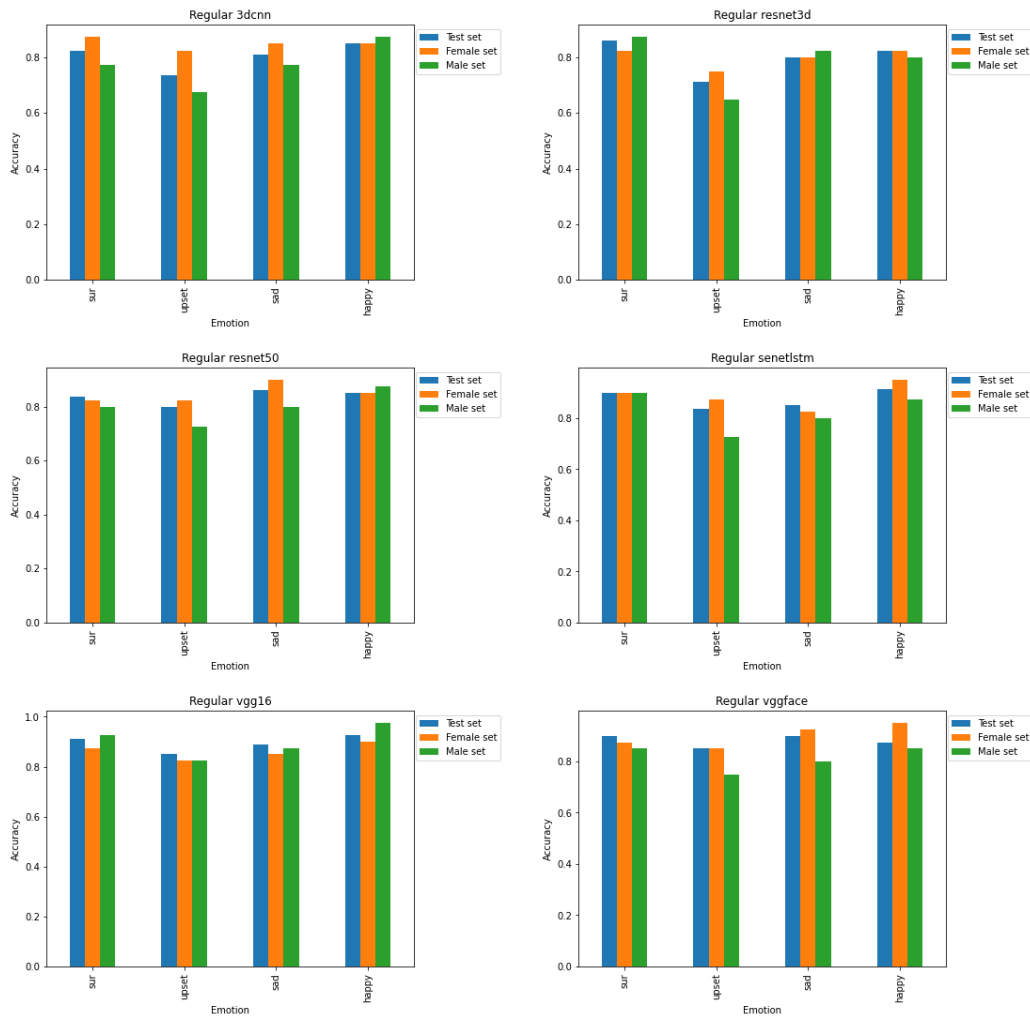 Regular 3dcnn
Test set
Female set
Male set
0.8
0.6
0.4
0.2
0.0
Accuracy
sur
upset
sad
happy
Emotion
Regular resnet3d
Test set
Female set
Male set
0.8
0.6
0.4
0.2
0.0
Accuracy
sur
upset
sad
happy
Emotion
Regular resnet50
Test set
Female set
Male set
0.8
0.6
0.4
0.2
0.0
Accuracy
sur
upset
sad
happy
Emotion
Regular senetlstm
Test set
Female set
Male set
0.8
0.6
0.4
0.2
0.0
Accuracy
sur
upset
sad
happy
Emotion
Regular vgg16
Test set
Female set
Male set
1.0
0.8
0.6
0.4
0.2
0.0
Accuracy
sur
upset
sad
happy
Emotion
Regular vggface
Test set
Female set
Male set
0.8
0.6
0.4
0.2
0.0
Accuracy
sur
upset
sad
happy
Emotion